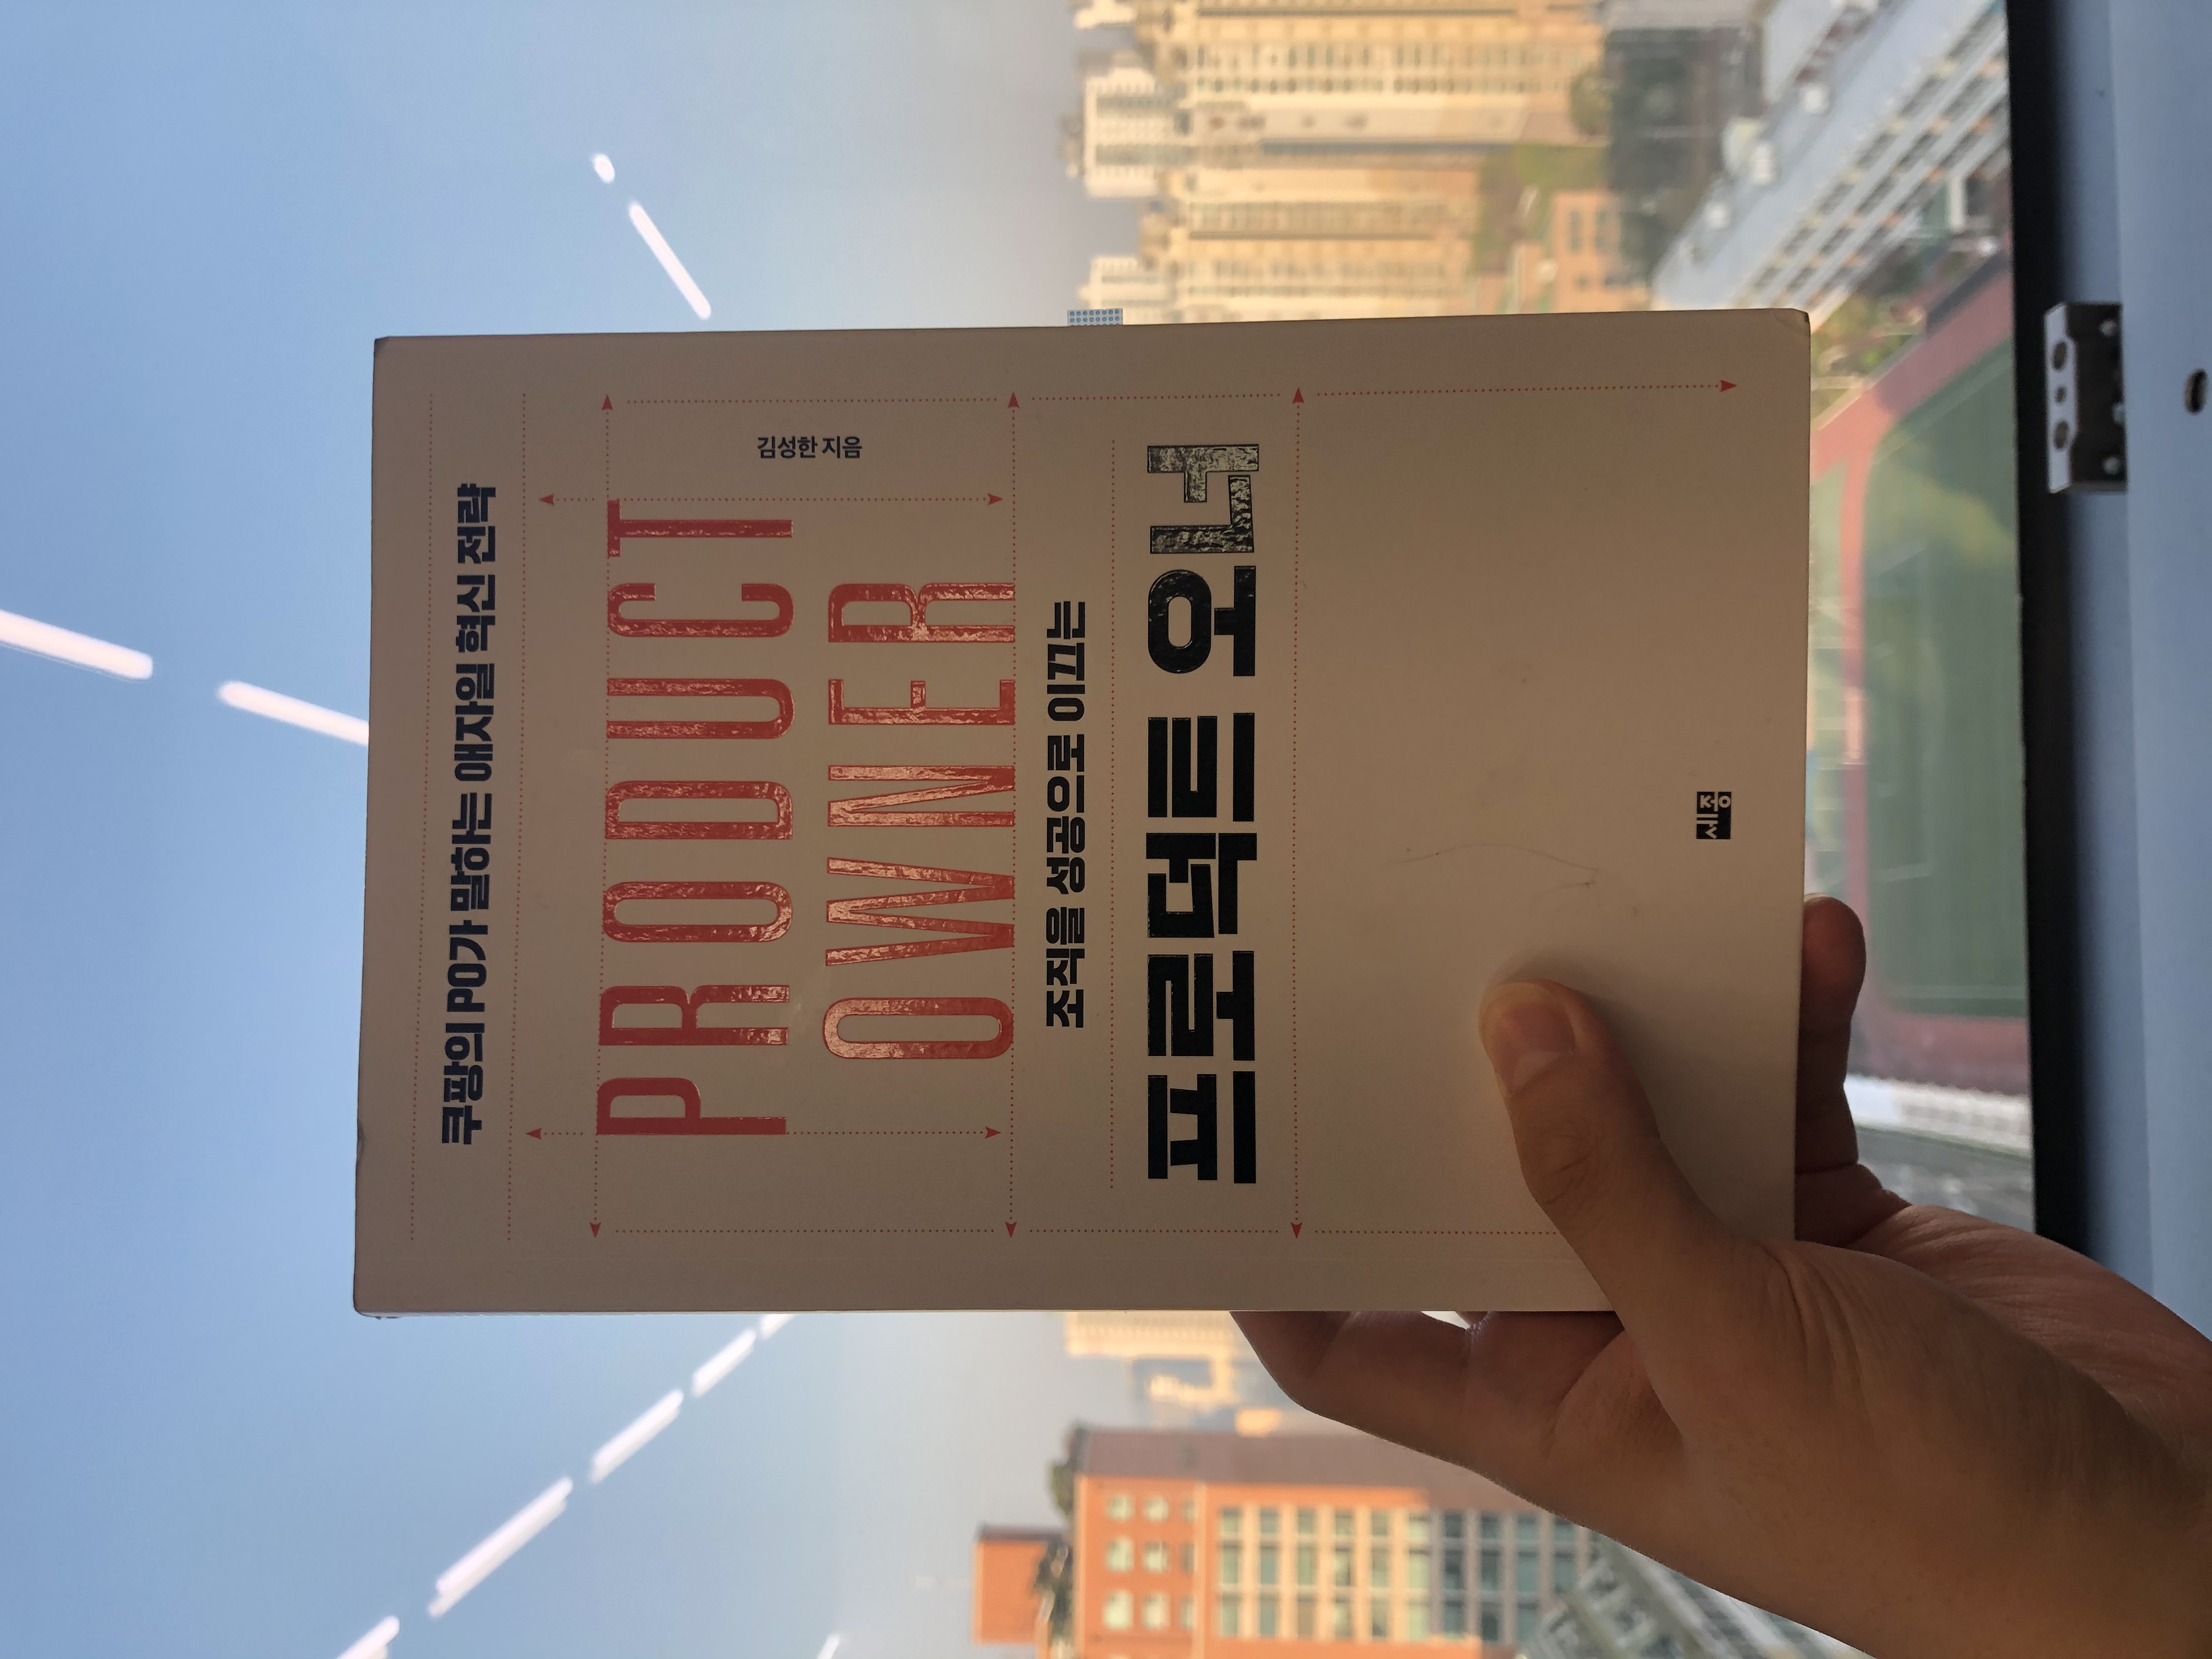 쿠팡의 PO가 말하는 애자일 혁신 전략
PRODUCT
OWNER
김성한 지음
조직을 성공으로 이끄는
프로덕트 오너
세종